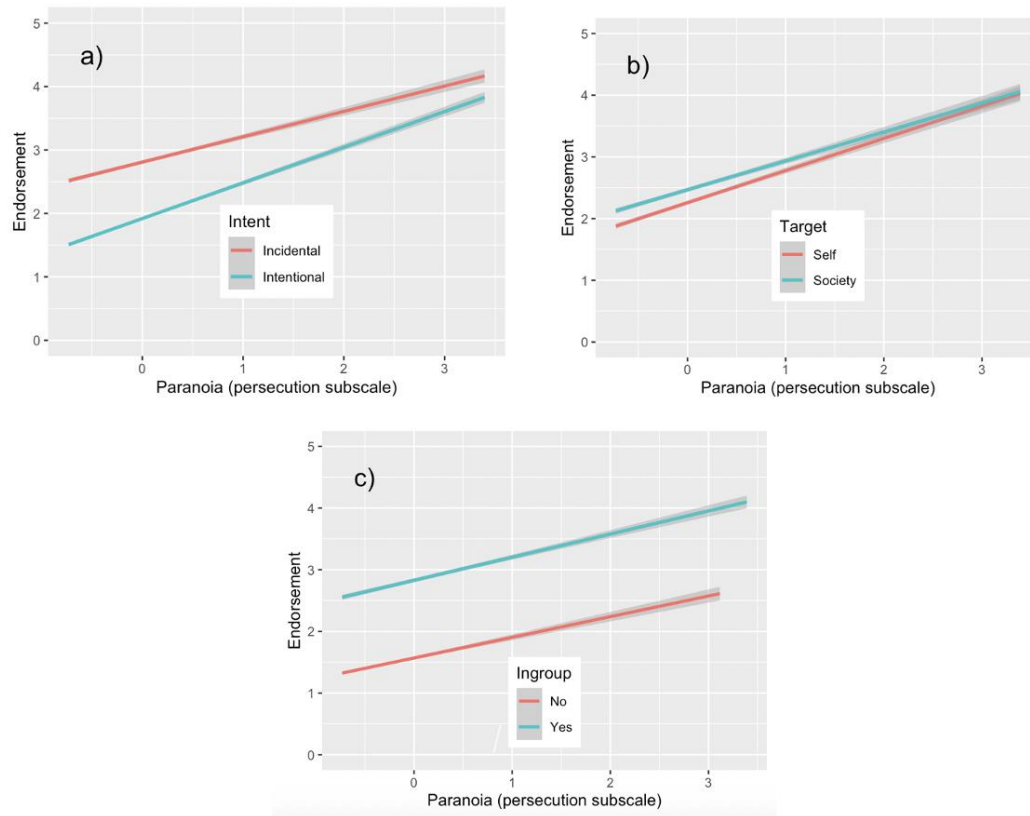 a)
5
4
3
2
1
0
Endorsement
Intent
Incidental
Intentional
0 1 2 3
Paranoia (persecution subscale)
b)
5
4
3
2
1
0
Endorsement
Target
Self
Society
0 1 2 3
Paranoia (persecution subscale)
c)
5
4
3
2
1
0
Endorsement
Ingroup
No
Yes
0 1 2 3
Paranoia (persecution subscale)